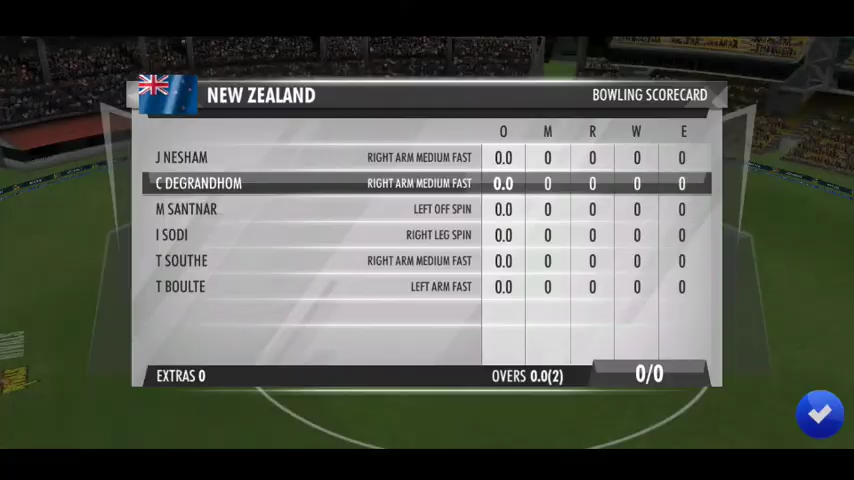 NEW ZEALAND BOWLING SCORECARD
O M R W E
J NESHAM RIGHT ARM MEDIUM FAST 0.0 0 0 0 0
C DEGRANDHOM RIGHT ARM MEDIUM FAST 0.0 0 0 0 0
M SANTNAR LEFT OFF SPIN 0.0 0 0 0 0
I SODI RIGHT LEG SPIN 0.0 0 0 0 0
T SOUTHE RIGHT ARM MEDIUM FAST 0.0 0 0 0 0
T BOULTE LEFT ARM FAST 0.0 0 0 0 0
EXTRAS 0 OVERS 0.0(2) 0/0